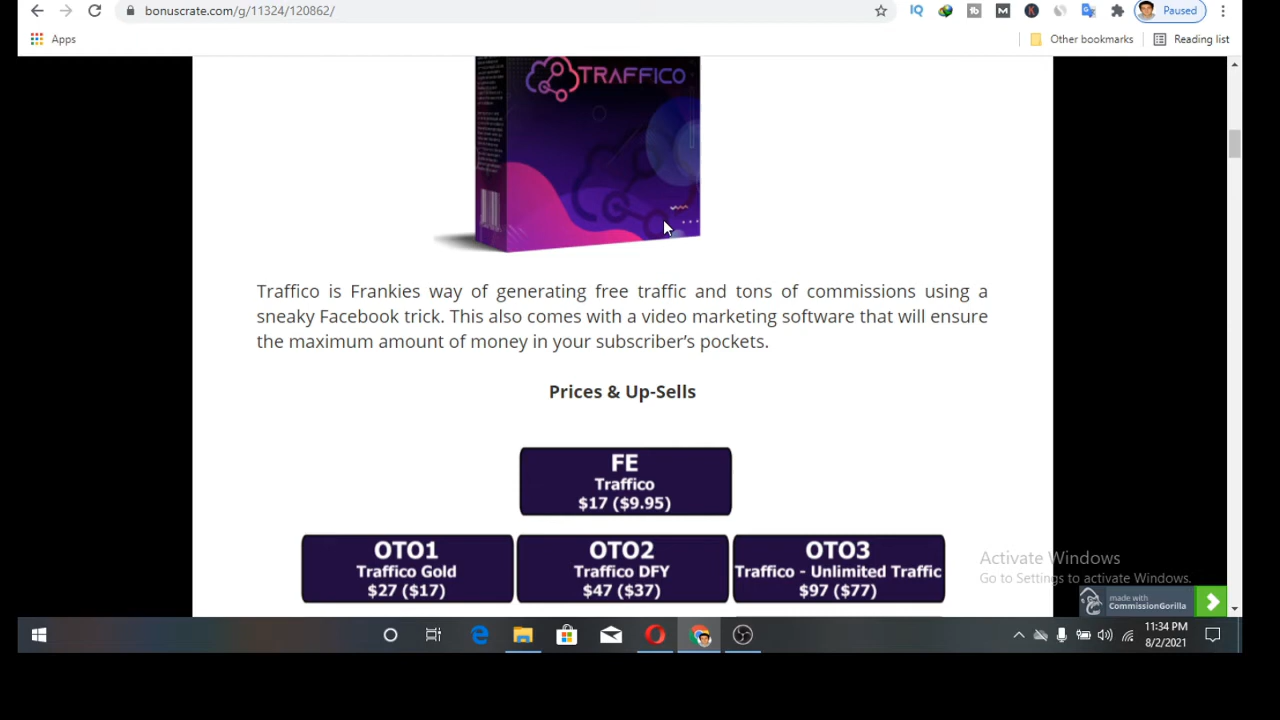 bonuscrate.com/g/11324/120862/
IQ
M
K
Paused
Apps
Other bookmarks
Reading list
TRAFFICO
Traffico is Frankies way of generating free traffic and tons of commissions using a
sneaky Facebook trick. This also comes with a video marketing software that will ensure
the maximum amount of money in your subscriber’s pockets.
Prices & Up-Sells
FE
Traffico
$17 ($9.95)
OTO1
Traffico Gold
$27 ($17)
OTO2
Traffico DFY
$47 ($37)
OTO3
Traffico - Unlimited Traffic
$97 ($77)
Activate Windows
Go to Settings to activate Windows.
made with
CommissionGorilla
11:34 PM
8/2/2021